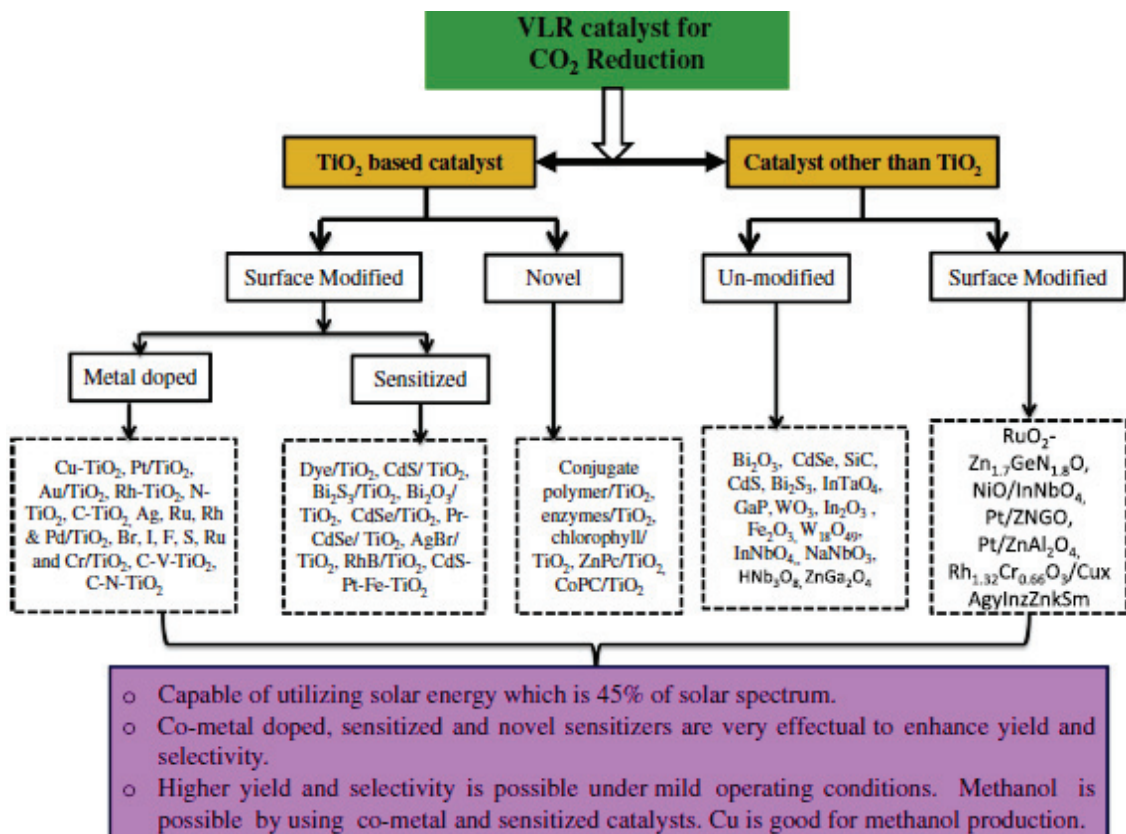 VLR catalyst for
CO₂ Reduction
TiO₂ based catalyst
Catalyst other than TiO₂
Surface Modified
Novel
Un-modified
Surface Modified
Metal doped
Sensitized
Cu-TiO₂, Pt/TiO₂,
Au/TiO₂, Rh-TiO₂, N-
TiO₂, C-TiO₂, Ag, Ru, Rh
& Pd/TiO₂, Br, I, F, S, Ru
and Cr/TiO₂, C-V-TiO₂,
C-N-TiO₂
Dye/TiO₂, CdS/ TiO₂,
Bi₂S₃/TiO₂, Bi₂O₃/
TiO₂, CdSe/TiO₂, Pr-
CdSe/ TiO₂, AgBr/
TiO₂, RhB/TiO₂, CdS-
Pt-Fe-TiO₂
Conjugate
polymer/TiO₂,
enzymes/TiO₂,
chlorophyll/
TiO₂, ZnPc/TiO₂,
CoPC/TiO₂
Bi₂O₃, CdSe, SiC,
CdS, Bi₂S₃, InTaO₄,
GaP, WO₃, In₂O₃ ,
Fe₂O₃, W₁₈O₄₉,
InNbO₄,, NaNbO₃,
HNb₃O₈, ZnGa₂O₄
RuO₂-
Zn₁.₇GeN₁.₈O,
NiO/InNbO₄,
Pt/ZNGO,
Pt/ZnAl₂O₄,
Rh₁.₃₂Cr₀.₆₆O₃/Cux
AgyInzZnkSm
o Capable of utilizing solar energy which is 45% of solar spectrum.
o Co-metal doped, sensitized and novel sensitizers are very effectual to enhance yield and
selectivity.
o Higher yield and selectivity is possible under mild operating conditions. Methanol is
possible by using co-metal and sensitized catalysts. Cu is good for methanol production.